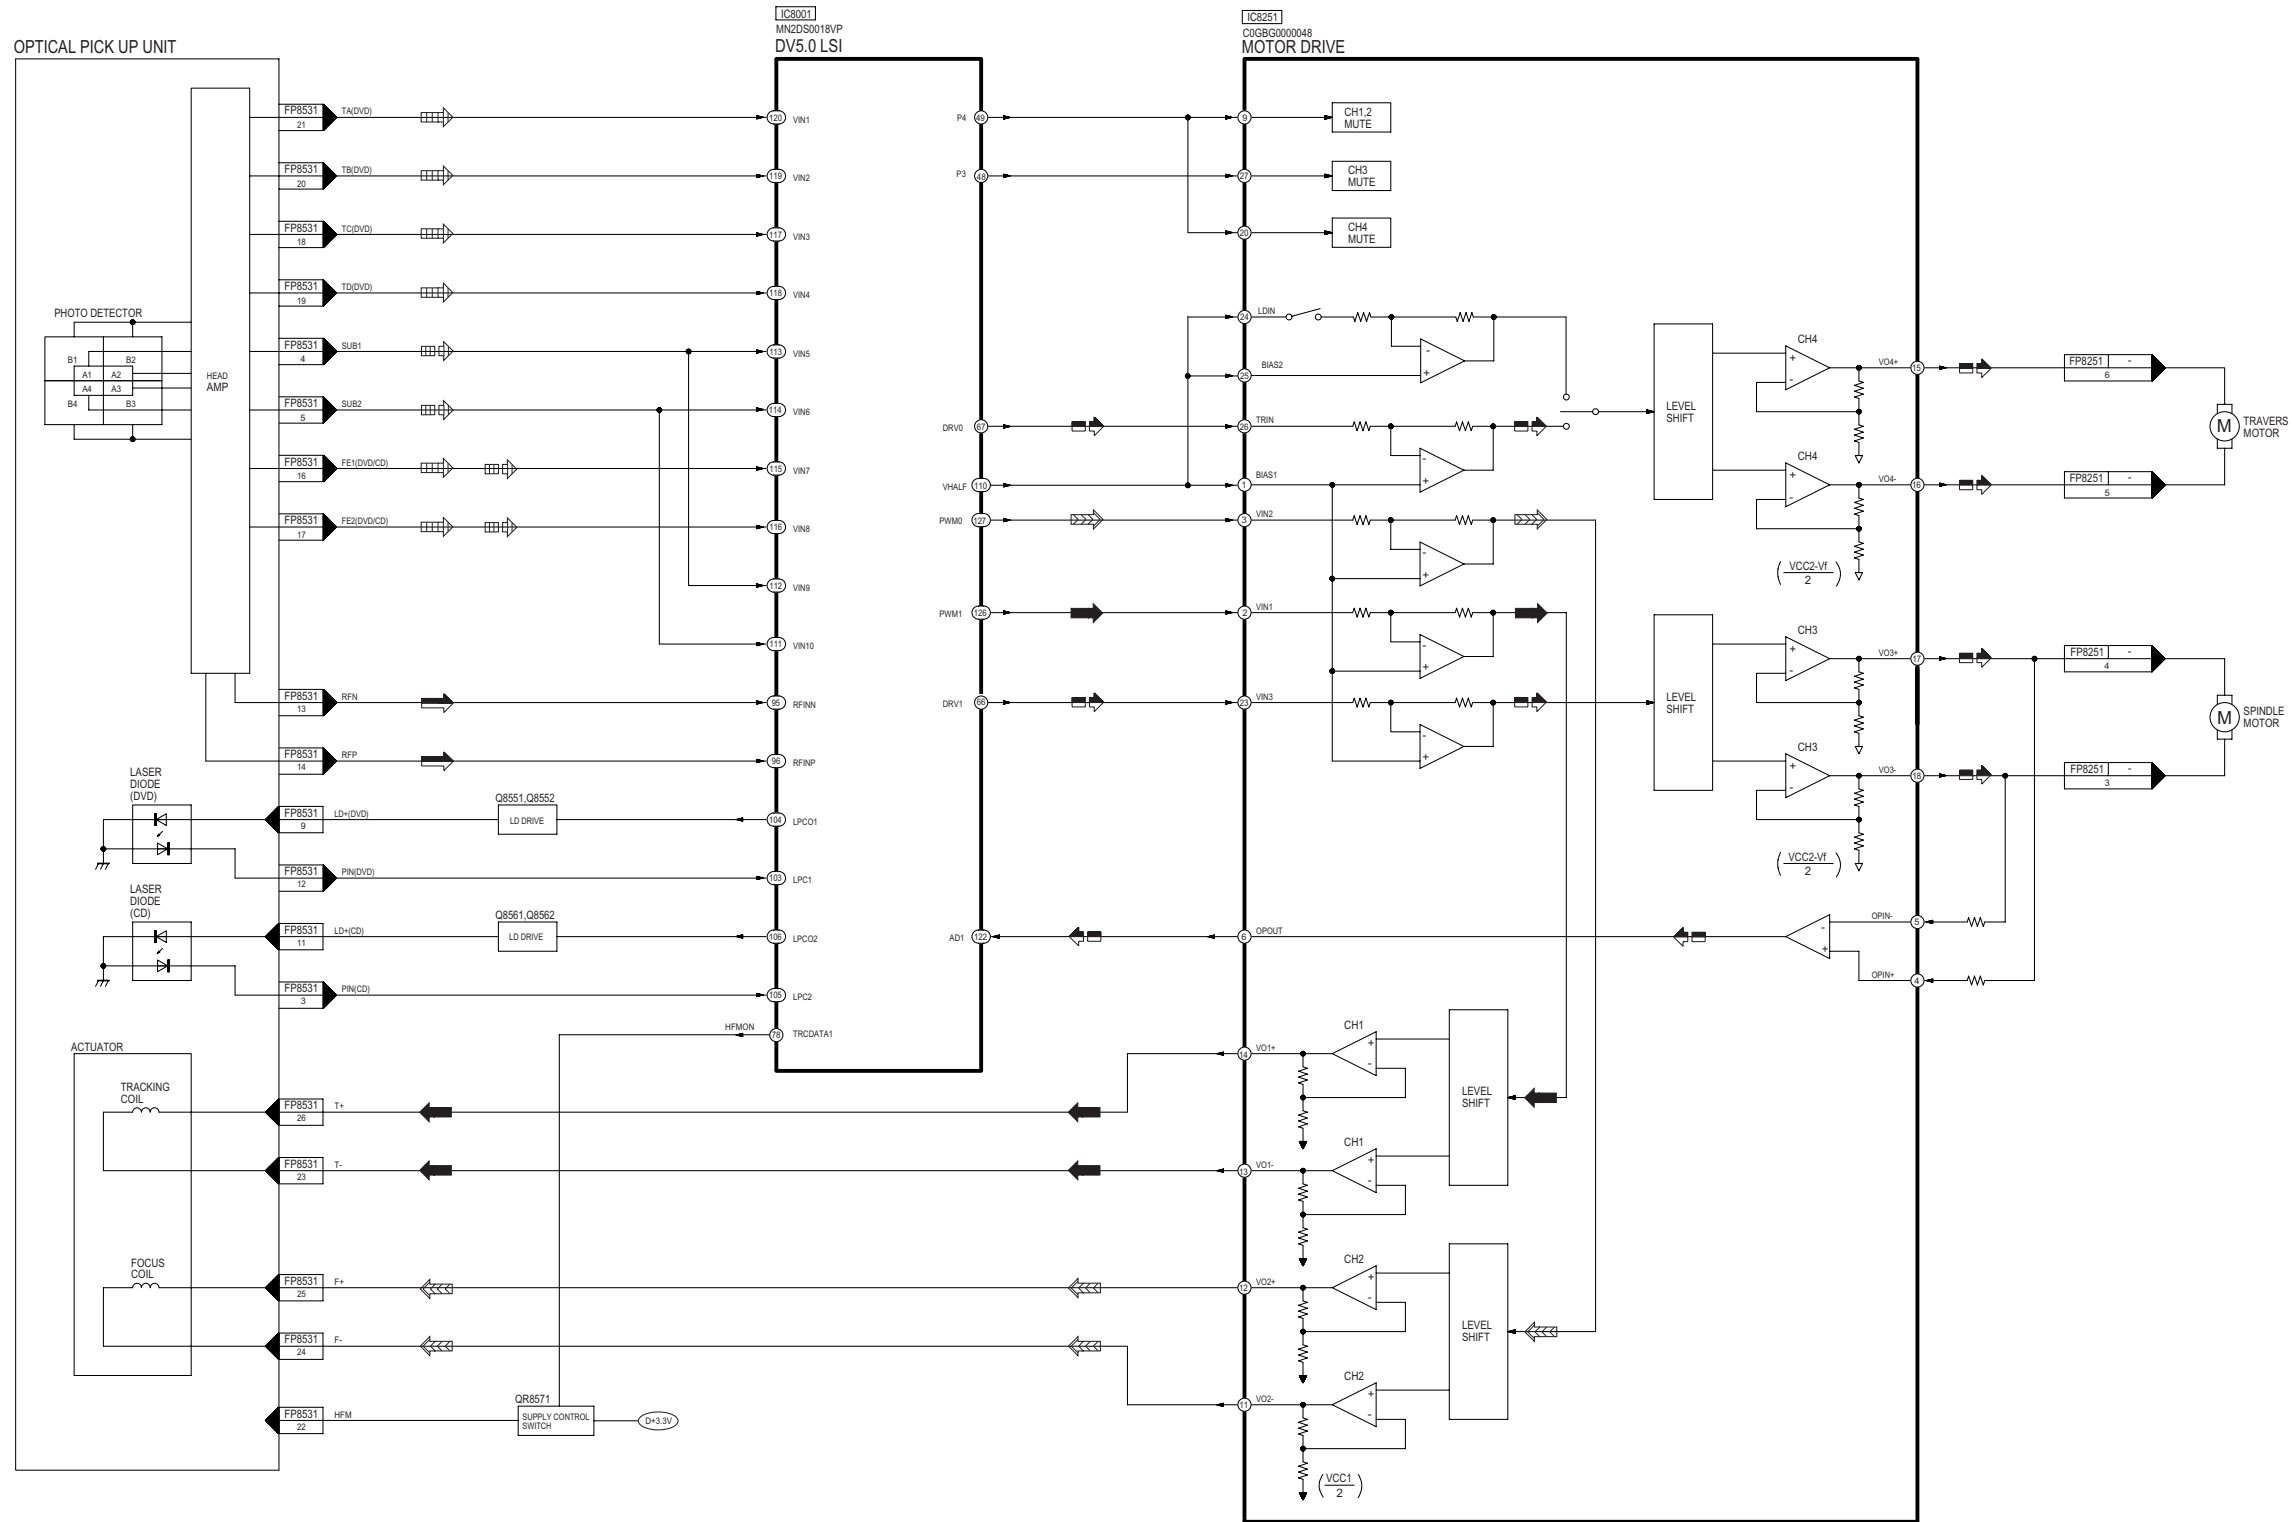 IC8001
MN2DS0018VP
DV5.0 LSI
IC8251
C0GBG0000048
MOTOR DRIVE
OPTICAL PICK UP UNIT
PHOTO DETECTOR
B1
B2
A1
A2
A4
A3
B4
B3
HEAD
AMP
FP8531
21
TA(DVD)
120
VIN1
FP8531
20
TB(DVD)
119
VIN2
FP8531
18
TC(DVD)
117
VIN3
FP8531
19
TD(DVD)
118
VIN4
FP8531
4
SUB1
113
VIN5
FP8531
5
SUB2
114
VIN6
FP8531
16
FE1(DVD/CD)
115
VIN7
FP8531
17
FE2(DVD/CD)
116
VIN8
112
VIN9
111
VIN10
FP8531
13
RFN
95
RFINN
FP8531
14
RFP
96
RFINP
LASER
DIODE
(DVD)
FP8531
9
LD+(DVD)
Q8551,Q8552
LD DRIVE
104
LPCO1
FP8531
12
PIN(DVD)
103
LPC1
LASER
DIODE
(CD)
FP8531
11
LD+(CD)
Q8561,Q8562
LD DRIVE
106
LPCO2
FP8531
3
PIN(CD)
105
LPC2
HFMON
78
TRCDATA1
ACTUATOR
TRACKING
COIL
FP8531
26
T+
FP8531
23
T-
FOCUS
COIL
FP8531
25
F+
FP8531
24
F-
FP8531
22
HFM
QR8571
SUPPLY CONTROL
SWITCH
D+3.3V
P4
49
P3
48
DRV0
67
VHALF
110
PWM0
127
PWM1
126
DRV1
66
AD1
122
9
CH1,2
MUTE
27
CH3
MUTE
20
CH4
MUTE
24
LDIN
-
+
25
BIAS2
26
TRIN
-
+
1
BIAS1
3
VIN2
-
+
2
VIN1
-
+
23
VIN3
-
+
LEVEL
SHIFT
CH4
+
-
VO4+
15
FP8251 -
6
CH4
+
-
VO4-
16
FP8251 -
5
M
TRAVERS
MOTOR
(VCC2-Vf
2)
LEVEL
SHIFT
CH3
+
-
VO3+
17
FP8251 -
4
CH3
+
-
VO3-
18
FP8251 -
3
M
SPINDLE
MOTOR
(VCC2-Vf
2)
6
OPOUT
-
+
OPIN-
5
OPIN+
4
14
VO1+
CH1
+
-
LEVEL
SHIFT
13
VO1-
CH1
+
-
12
VO2+
CH2
+
-
LEVEL
SHIFT
11
VO2-
CH2
+
-
(VCC1
2)